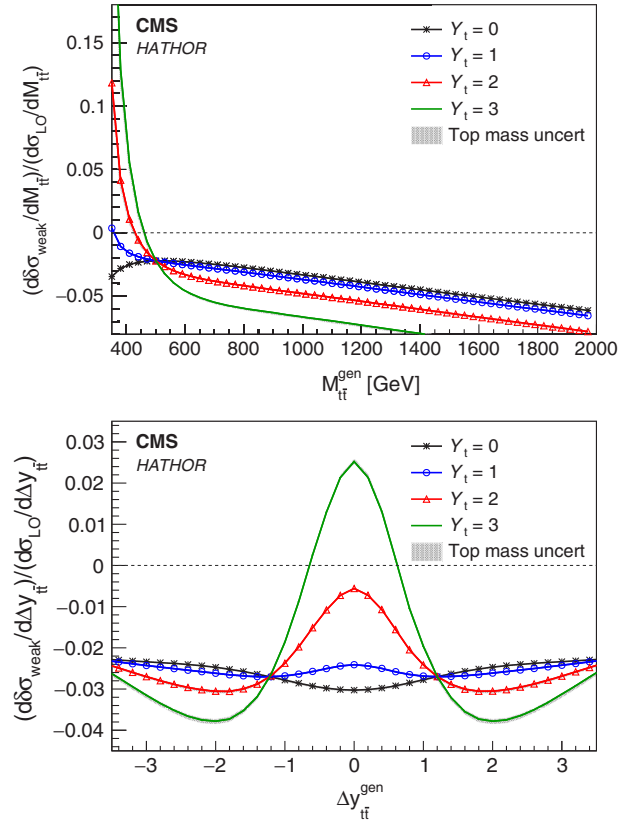 CMS
HATHOR
Y_t = 0
Y_t = 1
Y_t = 2
Y_t = 3
Top mass uncert
(dδσ_weak/dM_tt̄)/(dσ_LO/dM_tt̄)
0.15
0.1
0.05
0
−0.05
400 600 800 1000 1200 1400 1600 1800 2000
M_tt̄^gen [GeV]
CMS
HATHOR
Y_t = 0
Y_t = 1
Y_t = 2
Y_t = 3
Top mass uncert
(dδσ_weak/dΔy_tt̄)/(dσ_LO/dΔy_tt̄)
0.03
0.02
0.01
0
−0.01
−0.02
−0.03
−0.04
−3 −2 −1 0 1 2 3
Δy_tt̄^gen